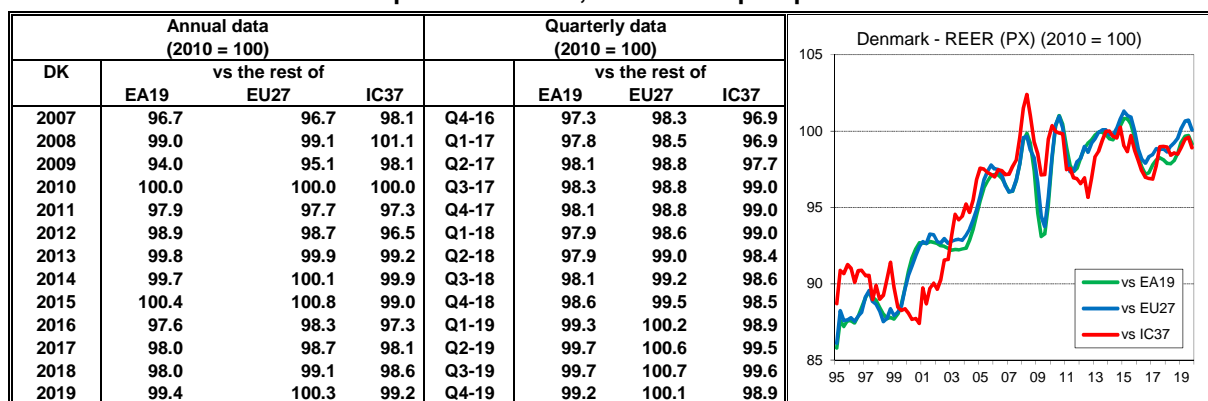 Annual data Quarterly data
(2010 = 100) (2010 = 100)
DK vs the rest of vs the rest of
EA19 EU27 IC37 EA19 EU27 IC37
2007 96.7 96.7 98.1 Q4-16 97.3 98.3 96.9
2008 99.0 99.1 101.1 Q1-17 97.8 98.5 96.9
2009 94.0 95.1 98.1 Q2-17 98.1 98.8 97.7
2010 100.0 100.0 100.0 Q3-17 98.3 98.8 99.0
2011 97.9 97.7 97.3 Q4-17 98.1 98.8 99.0
2012 98.9 98.7 96.5 Q1-18 97.9 98.6 99.0
2013 99.8 99.9 99.2 Q2-18 97.9 99.0 98.4
2014 99.7 100.1 99.9 Q3-18 98.1 99.2 98.6
2015 100.4 100.8 99.0 Q4-18 98.6 99.5 98.5
2016 97.6 98.3 97.3 Q1-19 99.3 100.2 98.9
2017 98.0 98.7 98.1 Q2-19 99.7 100.6 99.5
2018 98.0 99.1 98.6 Q3-19 99.7 100.7 99.6
2019 99.4 100.3 99.2 Q4-19 99.2 100.1 98.9
Denmark - REER (PX) (2010 = 100)
105
100
95
90
85
95 97 99 01 03 05 07 09 11 13 15 17 19
vs EA19
vs EU27
vs IC37